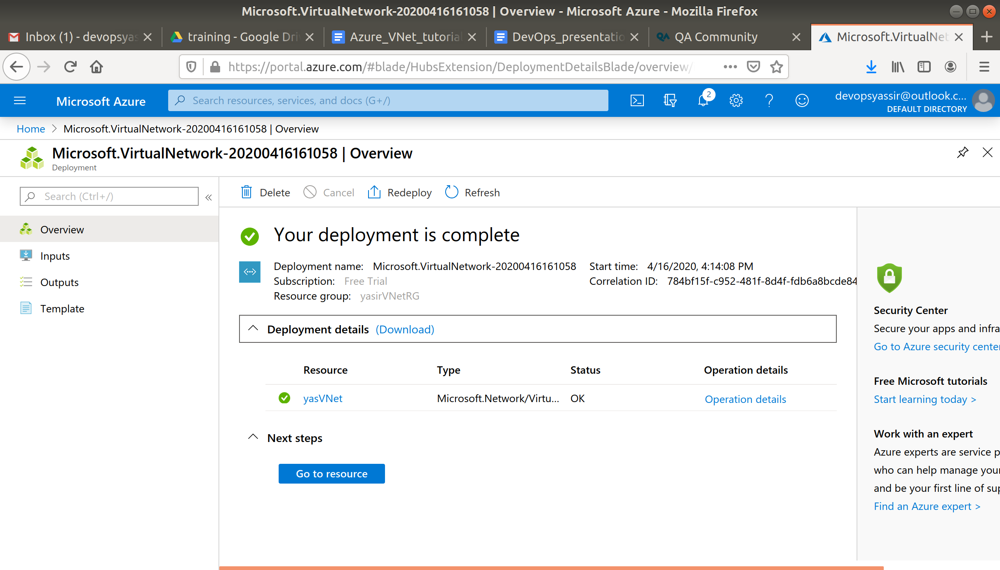 Microsoft.VirtualNetwork-20200416161058 | Overview - Microsoft Azure - Mozilla Firefox
Inbox (1) - devopsyas
training - Google Dri
Azure_VNet_tutorial
DevOps_presentatio
QA Community
Microsoft.VirtualNet
https://portal.azure.com/#blade/HubsExtension/DeploymentDetailsBlade/overview/
Microsoft Azure
Search resources, services, and docs (G+/)
2
devopsyassir@outlook.c...
DEFAULT DIRECTORY
Home > Microsoft.VirtualNetwork-20200416161058 | Overview
Microsoft.VirtualNetwork-20200416161058 | Overview
Deployment
Search (Ctrl+/)
«
Overview
Inputs
Outputs
Template
Delete
Cancel
Redeploy
Refresh
Your deployment is complete
Deployment name: Microsoft.VirtualNetwork-20200416161058
Subscription: Free Trial
Resource group: yasirVNetRG
Start time: 4/16/2020, 4:14:08 PM
Correlation ID: 784bf15f-c952-481f-8d4f-fdb6a8bcde84
Deployment details (Download)
Resource Type Status Operation details
yasVNet Microsoft.Network/Virtu... OK Operation details
Next steps
Go to resource
Security Center
Secure your apps and infra
Go to Azure security center
Free Microsoft tutorials
Start learning today >
Work with an expert
Azure experts are service p
who can help manage your
and be your first line of sup
Find an Azure expert >